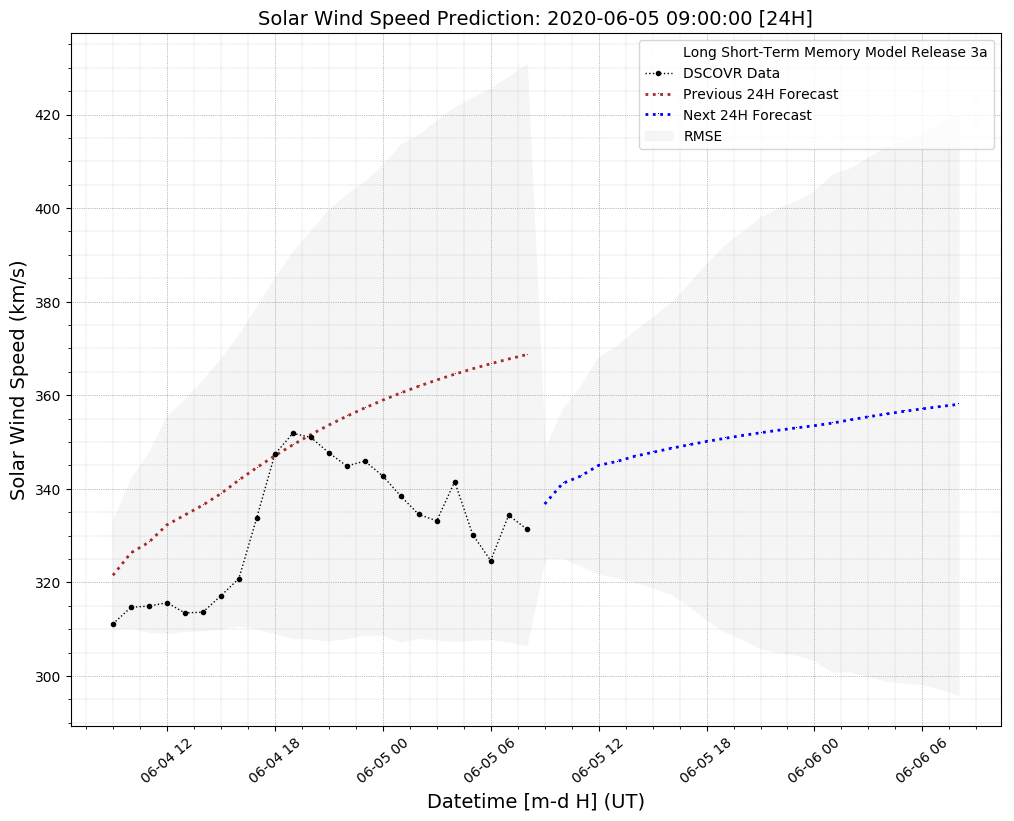 Solar Wind Speed Prediction: 2020-06-05 09:00:00 [24H]
Long Short-Term Memory Model Release 3a
DSCOVR Data
Previous 24H Forecast
Next 24H Forecast
RMSE
Solar Wind Speed (km/s)
420
400
380
360
340
320
300
06-04 12
06-04 18
06-05 00
06-05 06
06-05 12
06-05 18
06-06 00
06-06 06
Datetime [m-d H] (UT)